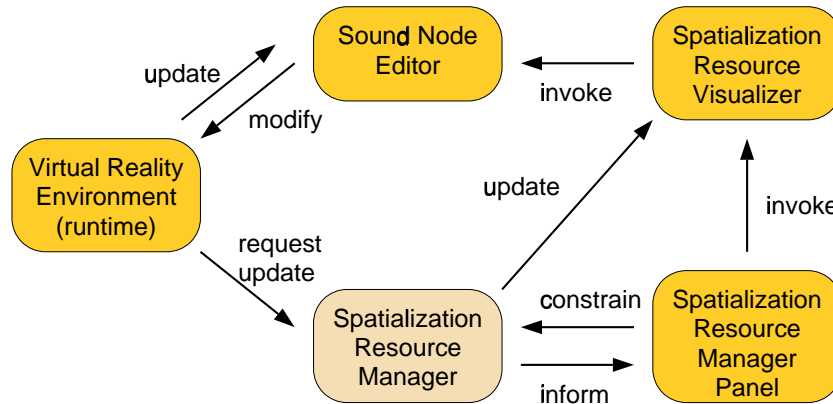 Sound Node
Editor
Spatialization
Resource
Visualizer
update
modify
invoke
Virtual Reality
Environment
(runtime)
update
invoke
request
update
Spatialization
Resource
Manager
constrain
inform
Spatialization
Resource
Manager
Panel